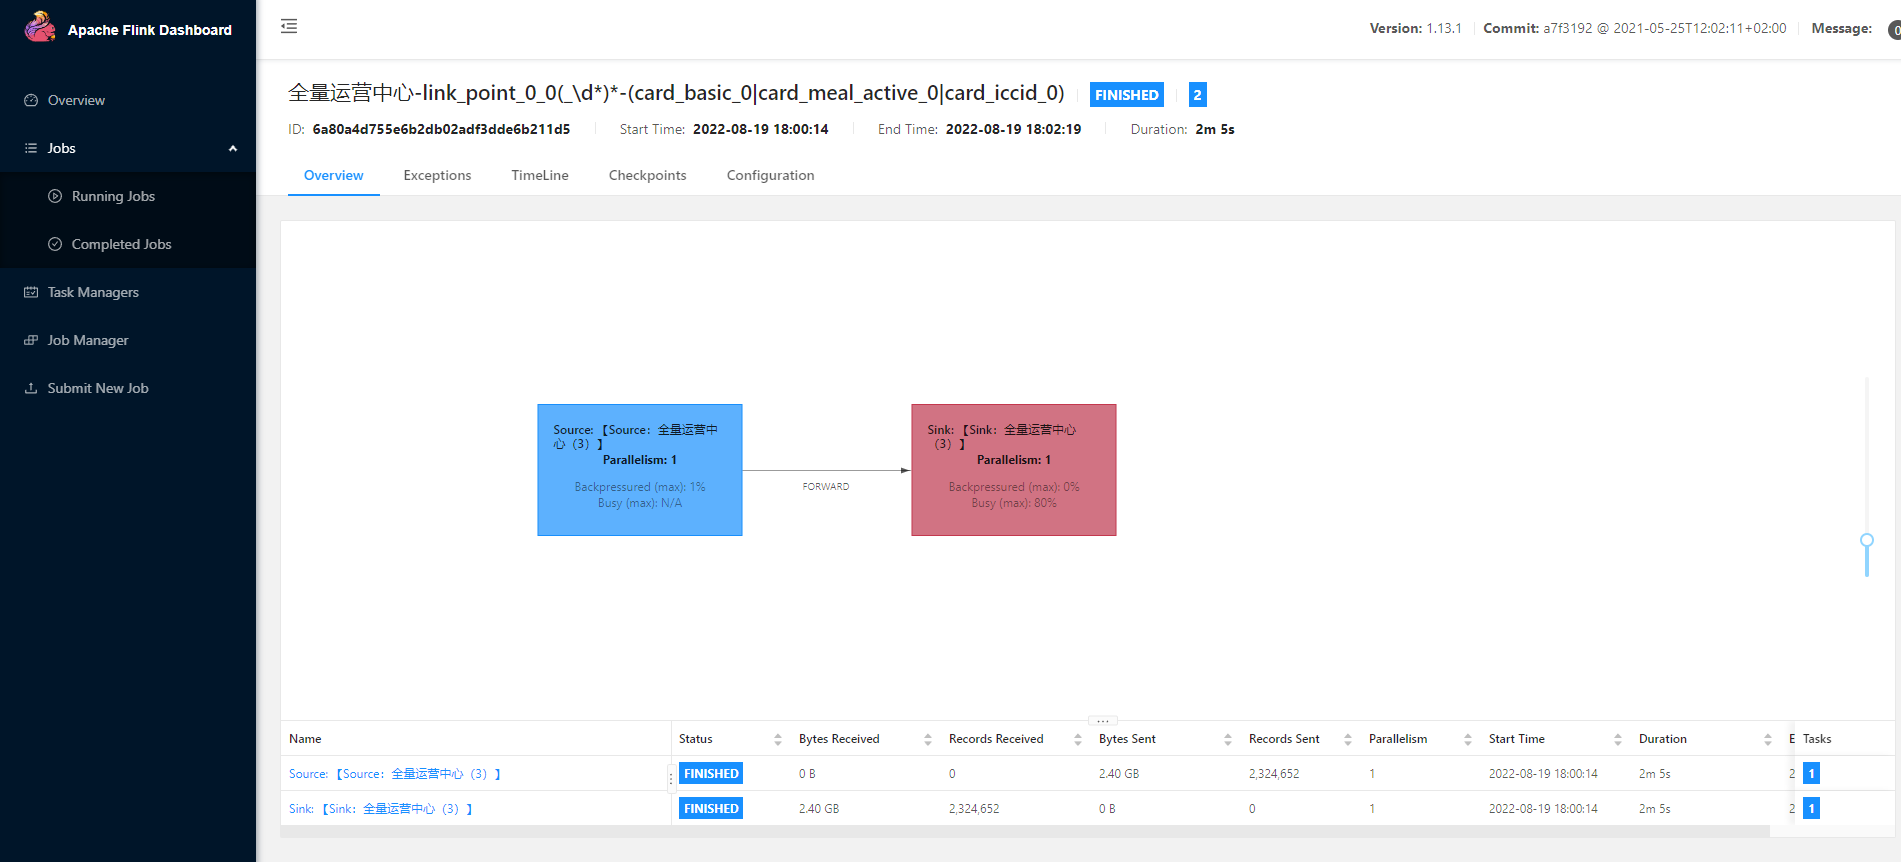 Apache Flink Dashboard
Version: 1.13.1 Commit: a7f3192 @ 2021-05-25T12:02:11+02:00 Message: 0
Overview
Jobs
Running Jobs
Completed Jobs
Task Managers
Job Manager
Submit New Job
全量运营中心-link_point_0_0(_\d*)*-(card_basic_0|card_meal_active_0|card_iccid_0) FINISHED 2
ID: 6a80a4d755e6b2db02adf3dde6b211d5 Start Time: 2022-08-19 18:00:14 End Time: 2022-08-19 18:02:19 Duration: 2m 5s
Overview Exceptions TimeLine Checkpoints Configuration
Source: 【Source：全量运营中
心（3）】
Parallelism: 1
Backpressured (max): 1%
Busy (max): N/A
FORWARD
Sink: 【Sink：全量运营中心
（3）】
Parallelism: 1
Backpressured (max): 0%
Busy (max): 80%
Name Status Bytes Received Records Received Bytes Sent Records Sent Parallelism Start Time Duration E Tasks
Source: 【Source：全量运营中心（3）】 FINISHED 0 B 0 2.40 GB 2,324,652 1 2022-08-19 18:00:14 2m 5s 2 1
Sink: 【Sink：全量运营中心（3）】 FINISHED 2.40 GB 2,324,652 0 B 0 1 2022-08-19 18:00:14 2m 5s 2 1